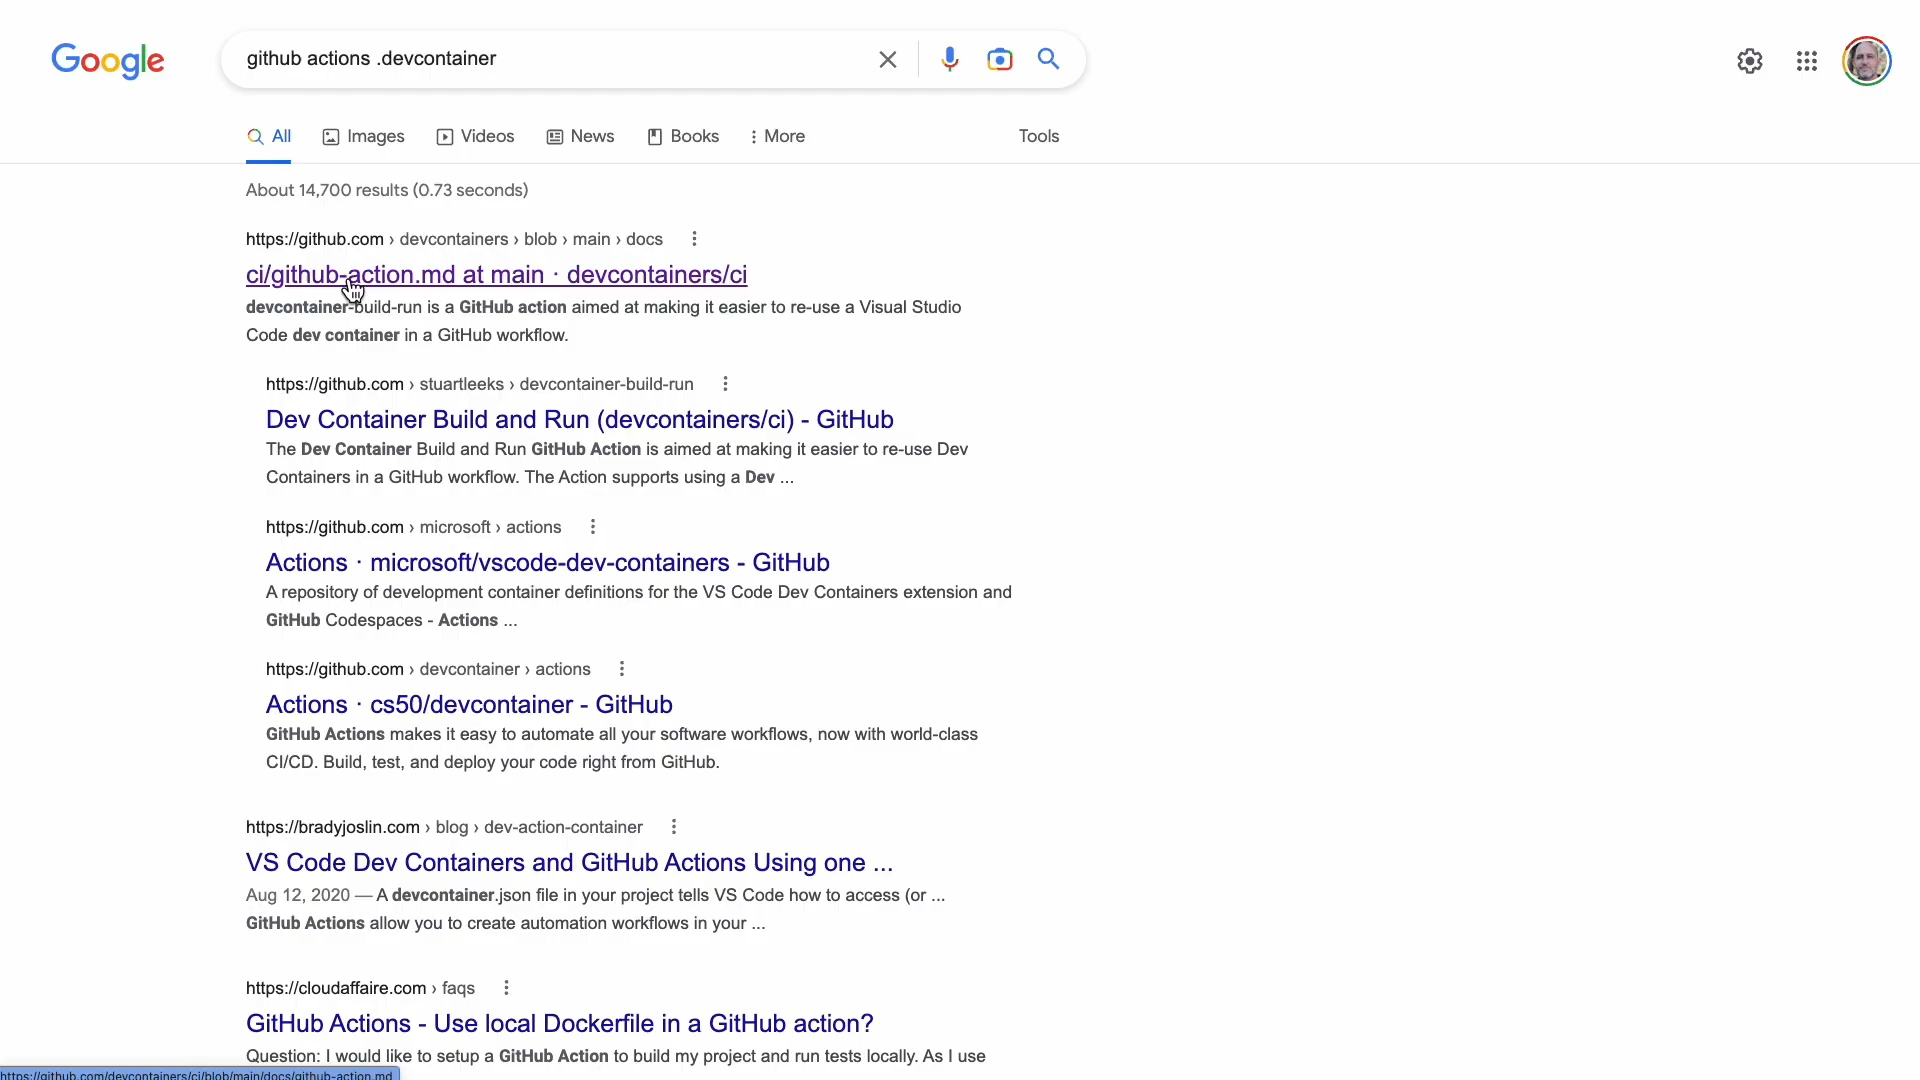 Google
github actions .devcontainer
All
Images
Videos
News
Books
More
Tools
About 14,700 results (0.73 seconds)
https://github.com › devcontainers › blob › main › docs
ci/github-action.md at main · devcontainers/ci
devcontainer-build-run is a GitHub action aimed at making it easier to re-use a Visual Studio
Code dev container in a GitHub workflow.
https://github.com › stuartleeks › devcontainer-build-run
Dev Container Build and Run (devcontainers/ci) - GitHub
The Dev Container Build and Run GitHub Action is aimed at making it easier to re-use Dev
Containers in a GitHub workflow. The Action supports using a Dev ...
https://github.com › microsoft › actions
Actions · microsoft/vscode-dev-containers - GitHub
A repository of development container definitions for the VS Code Dev Containers extension and
GitHub Codespaces - Actions ...
https://github.com › devcontainer › actions
Actions · cs50/devcontainer - GitHub
GitHub Actions makes it easy to automate all your software workflows, now with world-class
CI/CD. Build, test, and deploy your code right from GitHub.
https://bradyjoslin.com › blog › dev-action-container
VS Code Dev Containers and GitHub Actions Using one ...
Aug 12, 2020 — A devcontainer.json file in your project tells VS Code how to access (or ...
GitHub Actions allow you to create automation workflows in your ...
https://cloudaffaire.com › faqs
GitHub Actions - Use local Dockerfile in a GitHub action?
Question: I would like to setup a GitHub Action to build my project and run tests locally. As I use
https://github.com/devcontainers/ci/blob/main/docs/github-action.md